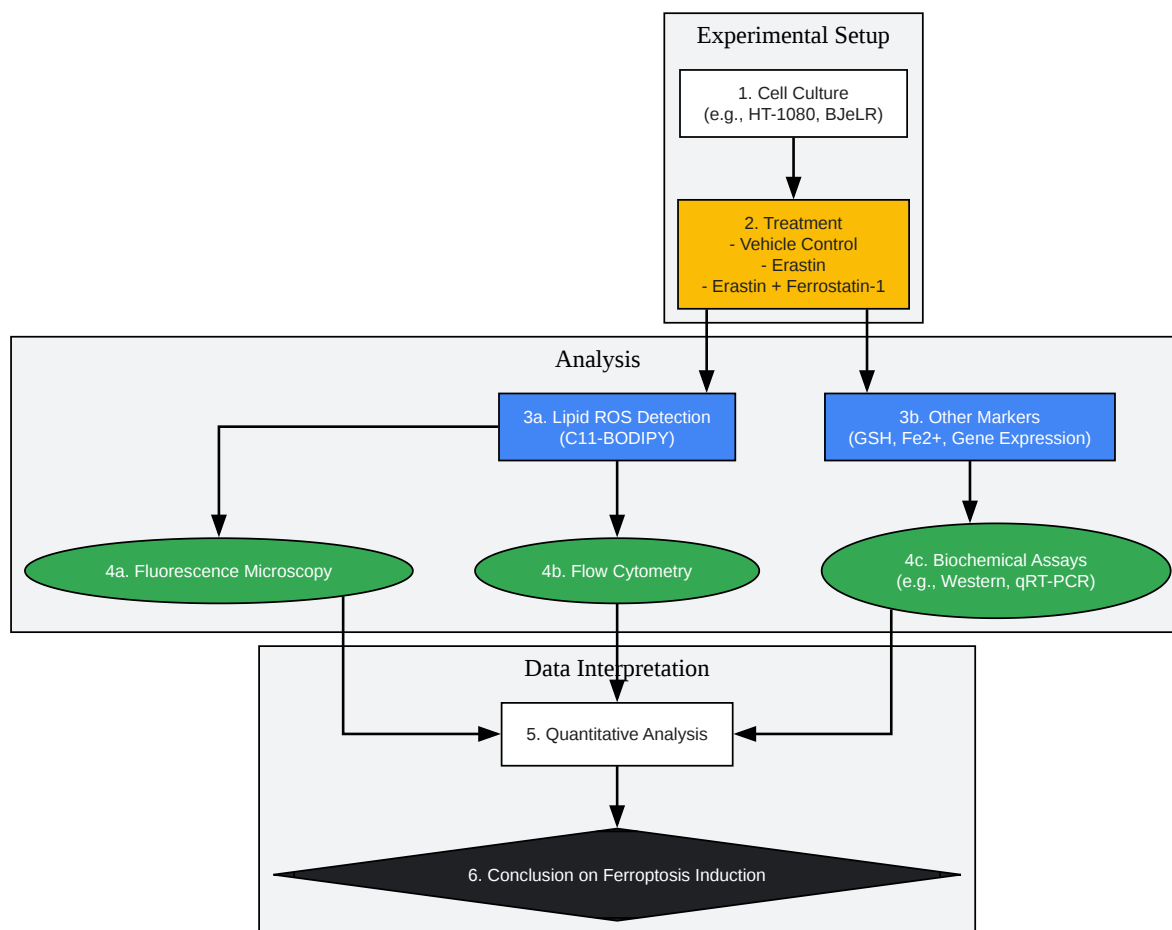 Experimental Setup
1. Cell Culture
(e.g., HT-1080, BJeLR)
2. Treatment
- Vehicle Control
- Erastin
- Erastin + Ferrostatin-1
Analysis
3a. Lipid ROS Detection
(C11-BODIPY)
3b. Other Markers
(GSH, Fe2+, Gene Expression)
4a. Fluorescence Microscopy
4b. Flow Cytometry
4c. Biochemical Assays
(e.g., Western, qRT-PCR)
Data Interpretation
5. Quantitative Analysis
6. Conclusion on Ferroptosis Induction